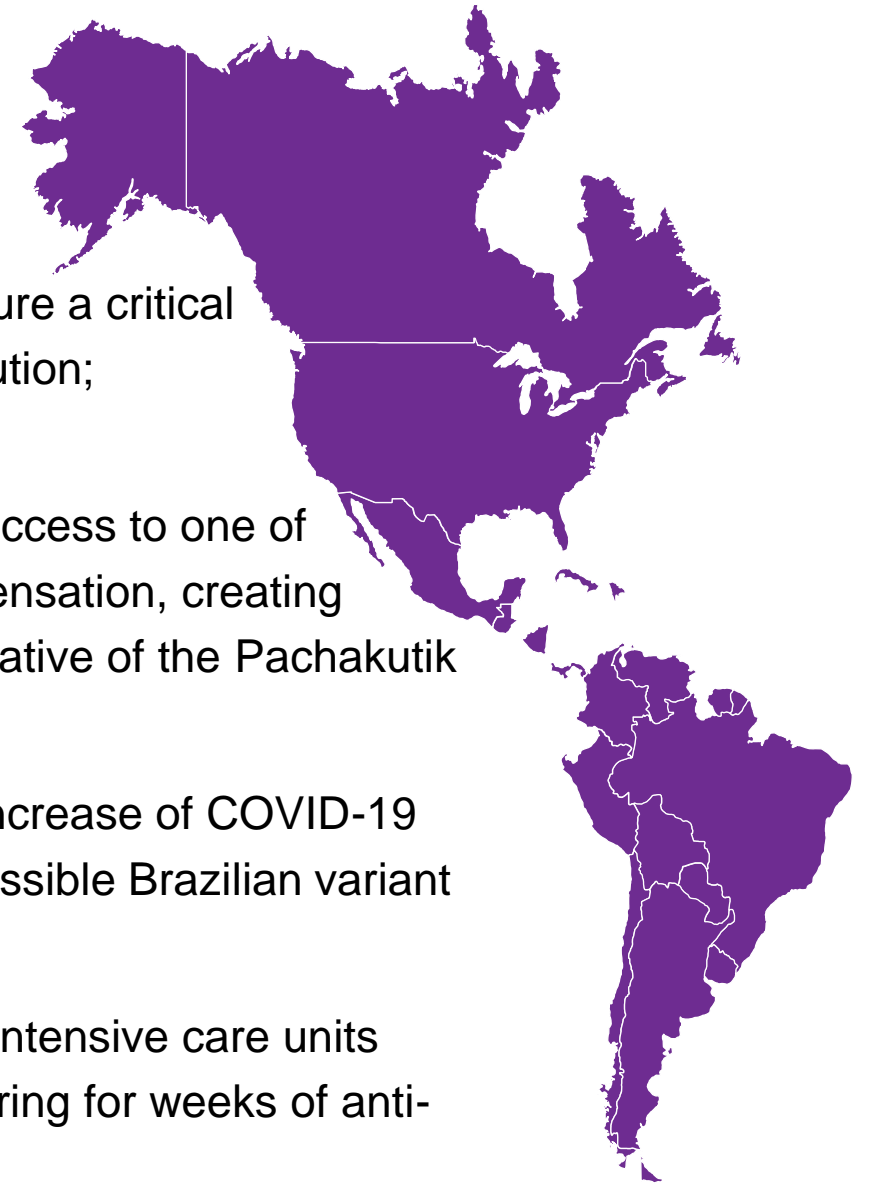 ure a critical
ution;
ccess to one of
ensation, creating
ative of the Pachakutik
ncrease of COVID-19
ssible Brazilian variant
ntensive care units
ring for weeks of anti-